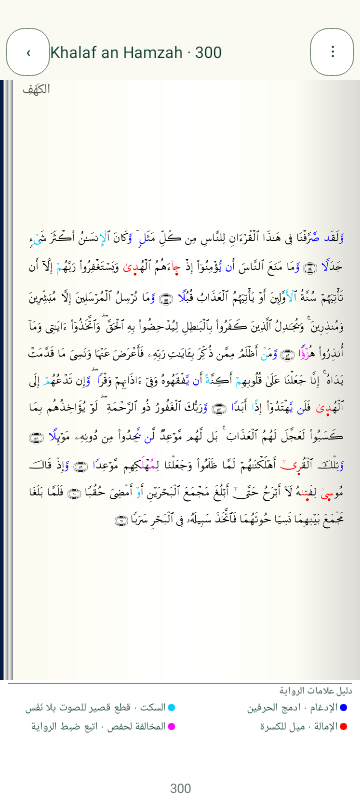 Khalaf an Hamzah · 300
الكَهۡفِ
وَلَقَد صَّرَّفۡنَا فِي هَٰذَا ٱلۡقُرۡءَانِ لِلنَّاسِ مِن كُلِّ مَثَلٖۚ وَكَانَ ٱلۡإِنسَٰنُ أَكۡثَرَ شَيۡءٖ
جَدَلٗا ۝ وَمَا مَنَعَ ٱلنَّاسَ أَن يُؤۡمِنُوٓاْ إِذۡ جَآءَهُمُ ٱلۡهُدَىٰ وَيَسۡتَغۡفِرُواْ رَبَّهُمۡ إِلَّآ أَن
تَأۡتِيَهُمۡ سُنَّةُ ٱلۡأَوَّلِينَ أَوۡ يَأۡتِيَهُمُ ٱلۡعَذَابُ قُبُلٗا ۝ وَمَا نُرۡسِلُ ٱلۡمُرۡسَلِينَ إِلَّا مُبَشِّرِينَ
وَمُنذِرِينَۚ وَيُجَٰدِلُ ٱلَّذِينَ كَفَرُواْ بِٱلۡبَٰطِلِ لِيُدۡحِضُواْ بِهِ ٱلۡحَقَّۖ وَٱتَّخَذُوٓاْ ءَايَٰتِي وَمَآ
أُنذِرُواْ هُزۡؤٗا ۝ وَمَنۡ أَظۡلَمُ مِمَّن ذُكِّرَ بِـَٔايَٰتِ رَبِّهِۦ فَأَعۡرَضَ عَنۡهَا وَنَسِيَ مَا قَدَّمَتۡ
يَدَاهُۚ إِنَّا جَعَلۡنَا عَلَىٰ قُلُوبِهِمۡ أَكِنَّةً أَن يَفۡقَهُوهُ وَفِيٓ ءَاذَانِهِمۡ وَقۡرٗاۖ وَإِن تَدۡعُهُمۡ إِلَى
ٱلۡهُدَىٰ فَلَن يَهۡتَدُوٓاْ إِذًا أَبَدٗا ۝ وَرَبُّكَ ٱلۡغَفُورُ ذُو ٱلرَّحۡمَةِۖ لَوۡ يُؤَاخِذُهُم بِمَا
كَسَبُواْ لَعَجَّلَ لَهُمُ ٱلۡعَذَابَۚ بَل لَّهُم مَّوۡعِدٞ لَّن يَجِدُواْ مِن دُونِهِۦ مَوۡئِلٗا ۝
وَتِلۡكَ ٱلۡقُرَىٰٓ أَهۡلَكۡنَٰهُمۡ لَمَّا ظَلَمُواْ وَجَعَلۡنَا لِمُهۡلَكِهِم مَّوۡعِدٗا ۝ وَإِذۡ قَالَ
مُوسَىٰ لِفَتَىٰهُ لَآ أَبۡرَحُ حَتَّىٰٓ أَبۡلُغَ مَجۡمَعَ ٱلۡبَحۡرَيۡنِ أَوۡ أَمۡضِيَ حُقُبٗا ۝ فَلَمَّا بَلَغَا
مَجۡمَعَ بَيۡنِهِمَا نَسِيَا حُوتَهُمَا فَٱتَّخَذَ سَبِيلَهُۥ فِي ٱلۡبَحۡرِ سَرَبٗا ۝
دليل علامات الرواية
الإدغام · ادمج الحرفين
السكت · قطع قصير للصوت بلا نفَس
الإمالة · ميل للكسرة
المخالفة لحفص · اتبع ضبط الرواية
300